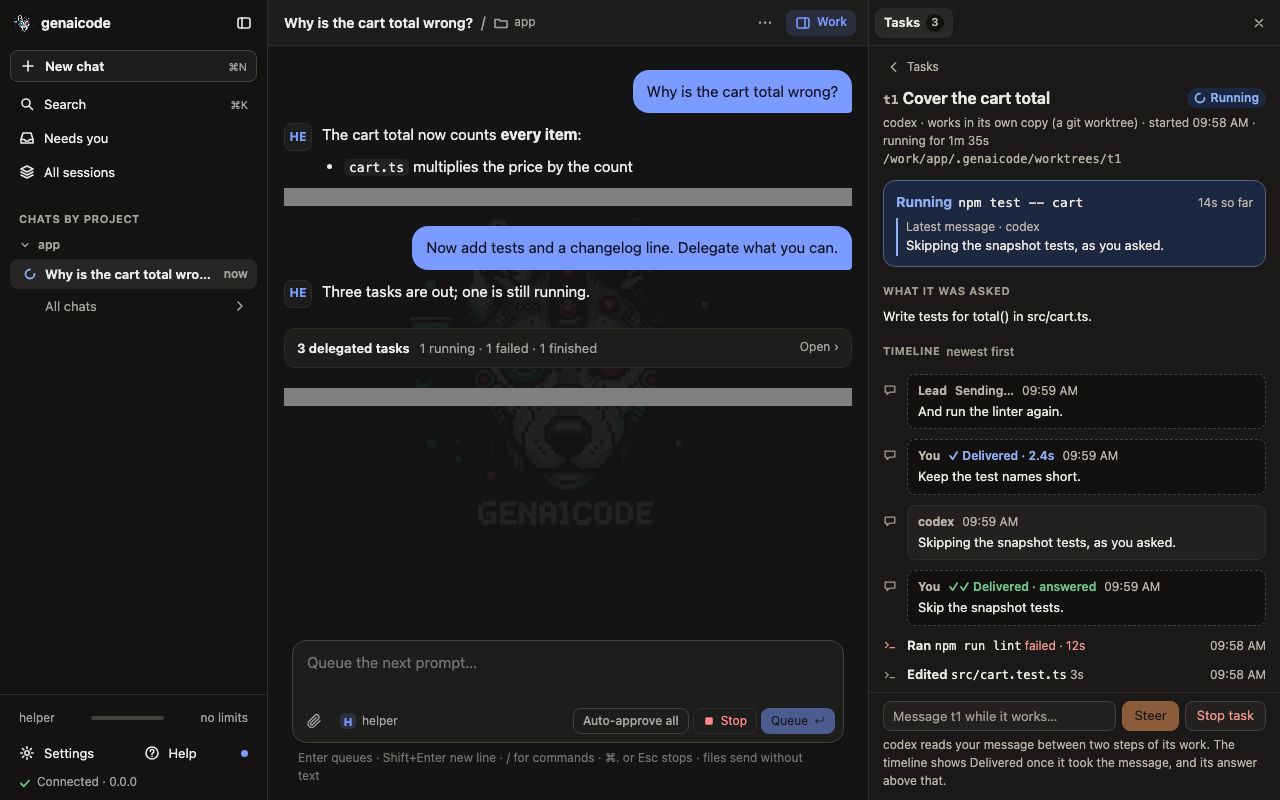 genaicode
New chat ⌘N
Search ⌘K
Needs you
All sessions
CHATS BY PROJECT
app
Why is the cart total wro... now
All chats
helper no limits
Settings Help
Connected · 0.0.0
Why is the cart total wrong? / app
··· Work
Why is the cart total wrong?
HE The cart total now counts every item:
• cart.ts multiplies the price by the count
Now add tests and a changelog line. Delegate what you can.
HE Three tasks are out; one is still running.
3 delegated tasks 1 running · 1 failed · 1 finished Open ›
GENAICODE
Queue the next prompt...
H helper Auto-approve all Stop Queue ↵
Enter queues · Shift+Enter new line · / for commands · ⌘. or Esc stops · files send without
text
Tasks 3
Tasks
t1 Cover the cart total Running
codex · works in its own copy (a git worktree) · started 09:58 AM ·
running for 1m 35s
/work/app/.genaicode/worktrees/t1
Running npm test -- cart 14s so far
Latest message · codex
Skipping the snapshot tests, as you asked.
WHAT IT WAS ASKED
Write tests for total() in src/cart.ts.
TIMELINE newest first
Lead Sending... 09:59 AM
And run the linter again.
You ✓ Delivered · 2.4s 09:59 AM
Keep the test names short.
codex 09:59 AM
Skipping the snapshot tests, as you asked.
You ✓✓ Delivered · answered 09:59 AM
Skip the snapshot tests.
Ran npm run lint failed · 12s 09:58 AM
Edited src/cart.test.ts 3s 09:58 AM
Message t1 while it works... Steer Stop task
codex reads your message between two steps of its work. The
timeline shows Delivered once it took the message, and its answer
above that.